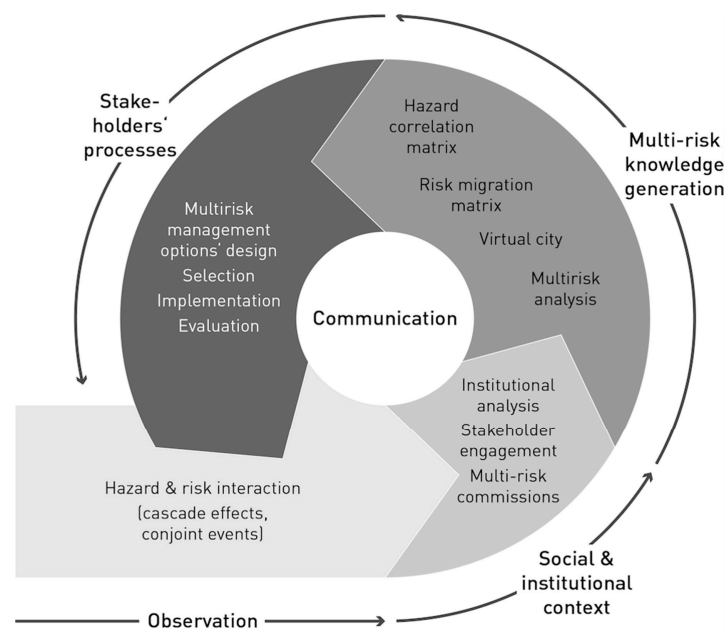 Stake-
holders‘
processes
Hazard
correlation
matrix
Multi-risk
knowledge
generation
Risk migration
matrix
Multirisk
management
options‘ design
Selection
Implementation
Evaluation
Virtual city
Multirisk
analysis
Communication
Institutional
analysis
Stakeholder
engagement
Multi-risk
commissions
Hazard & risk interaction
(cascade effects,
conjoint events)
Social &
institutional
context
Observation